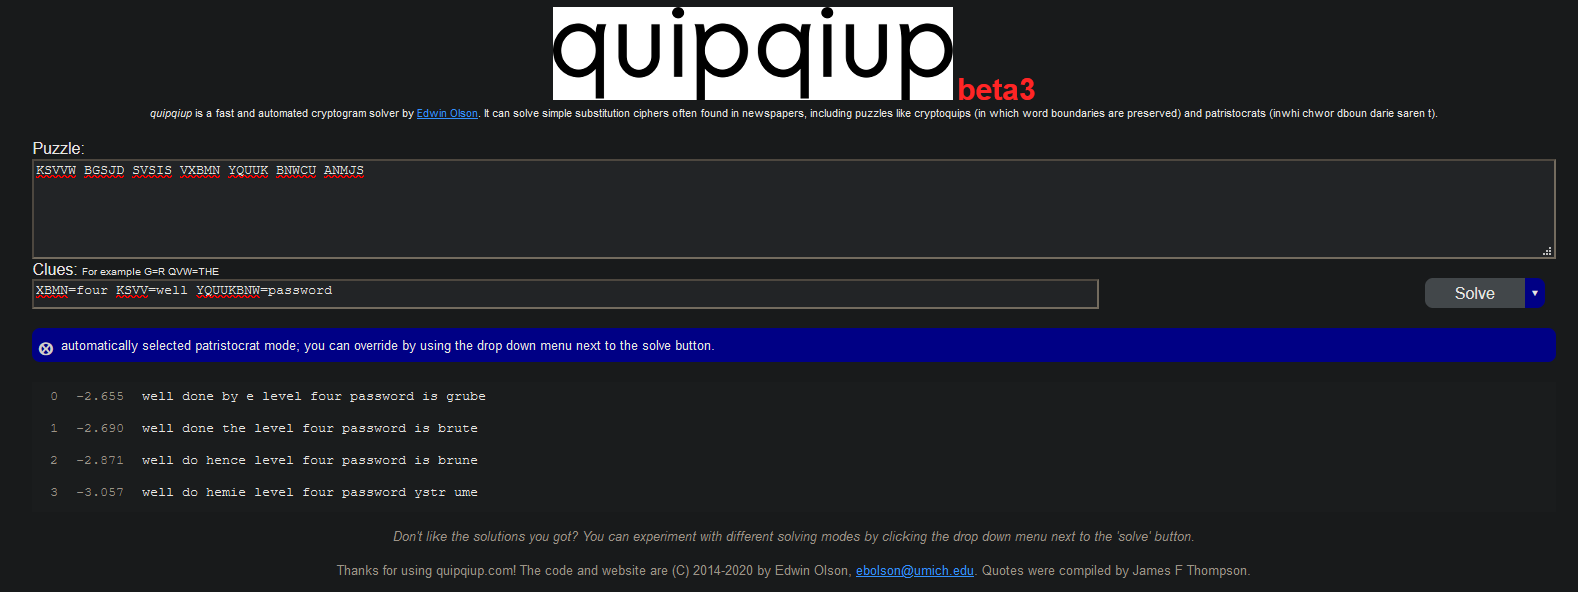 quipqiup beta3
quipqiup is a fast and automated cryptogram solver by Edwin Olson. It can solve simple substitution ciphers often found in newspapers, including puzzles like cryptoquips (in which word boundaries are preserved) and patristocrats (inwhi chwor dboun darie saren t).
Puzzle:
KSVVW BGSJD SVSIS VXBMN YQUUK BNWCU ANMJS
Clues: For example G=R QVW=THE
XBMN=four KSVV=well YQUUKBNW=password
Solve
automatically selected patristocrat mode; you can override by using the drop down menu next to the solve button.
0 -2.655 well done by e level four password is grube
1 -2.690 well done the level four password is brute
2 -2.871 well do hence level four password is brune
3 -3.057 well do hemie level four password ystr ume
Don't like the solutions you got? You can experiment with different solving modes by clicking the drop down menu next to the 'solve' button.
Thanks for using quipqiup.com! The code and website are (C) 2014-2020 by Edwin Olson, ebolson@umich.edu. Quotes were compiled by James F Thompson.